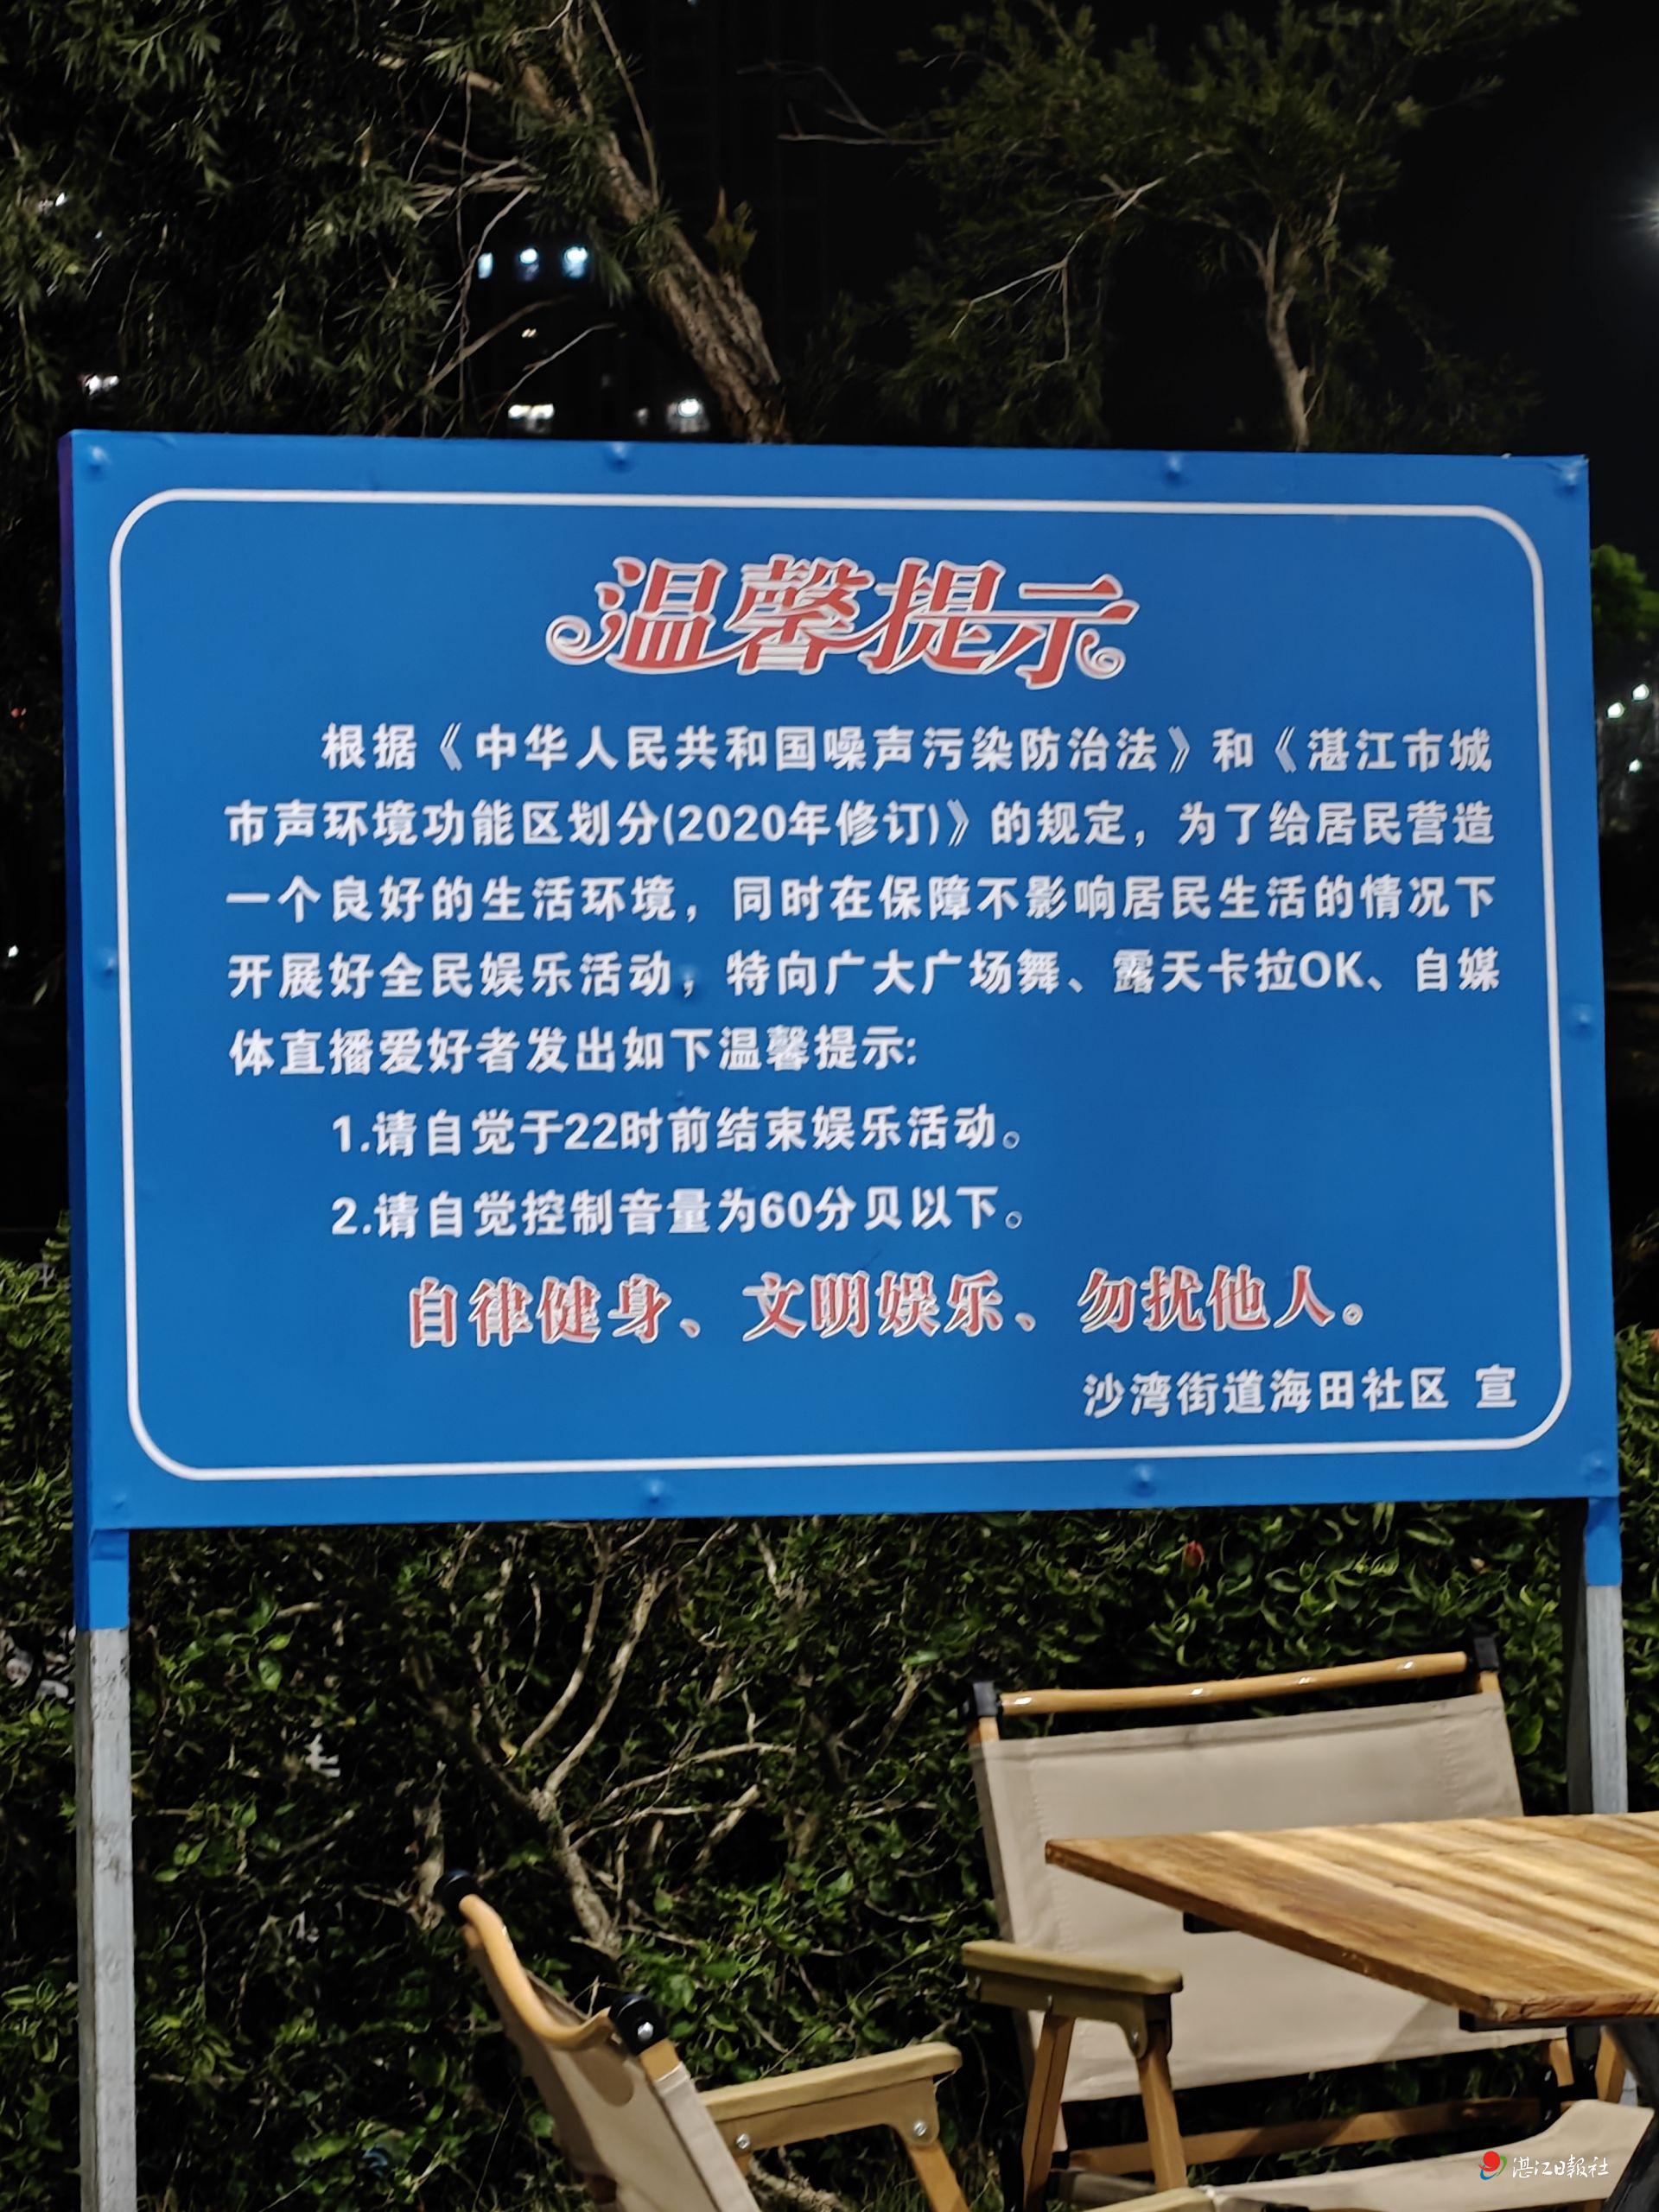 温馨提示
根据《中华人民共和国噪声污染防治法》和《湛江市城
市声环境功能区划分(2020年修订)》的规定，为了给居民营造
一个良好的生活环境，同时在保障不影响居民生活的情况下
开展好全民娱乐活动，特向广大广场舞、露天卡拉OK、自媒
体直播爱好者发出如下温馨提示:
1.请自觉于22时前结束娱乐活动。
2.请自觉控制音量为60分贝以下。
自律健身、文明娱乐、勿扰他人。
沙湾街道海田社区 宣
湛江日報社